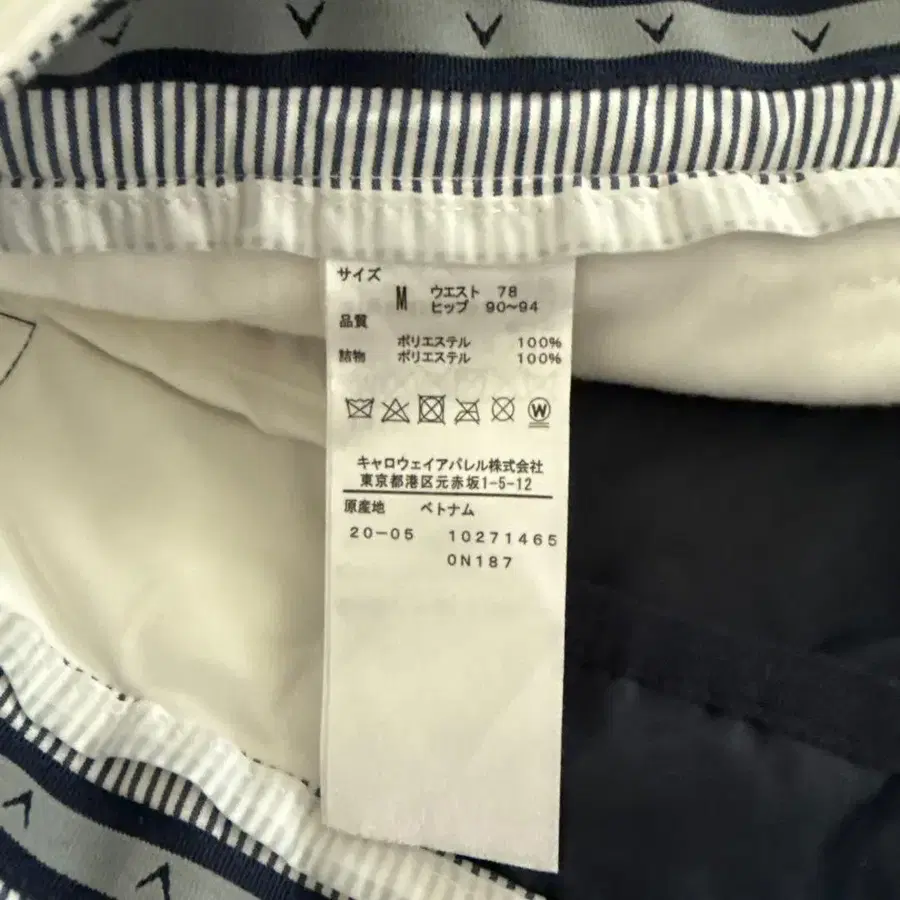 サイズ
M ウエスト 78
ヒップ 90~94
品質
ポリエステル 100%
詰物 ポリエステル 100%
W
キャロウェイアパレル株式会社
東京都港区元赤坂1-5-12
原産地 ベトナム
20-05 10271465
0N187